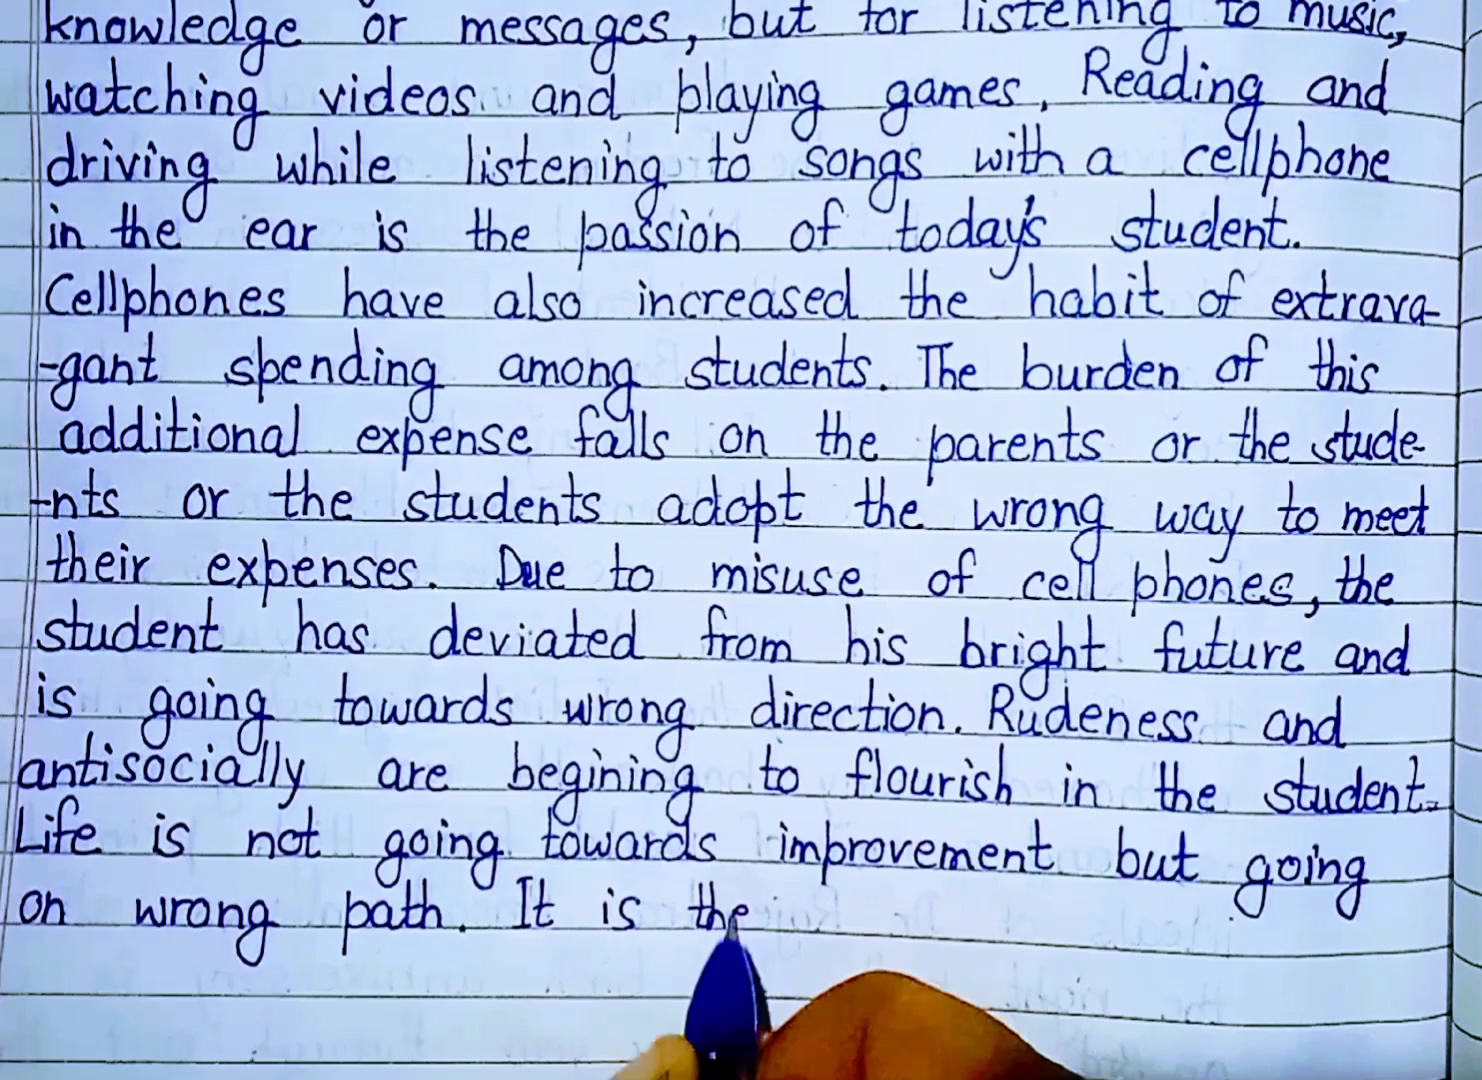 knowledge or messages, but for listening to music,
watching videos and playing games. Reading and
driving while listening to songs with a cellphone
in the ear is the passion of today's student.
Cellphones have also increased the habit of extrava-
-gant spending among students. The burden of this
additional expense falls on the parents or the stude-
-nts or the students adopt the wrong way to meet
their expenses. Due to misuse of cell phones, the
student has deviated from his bright future and
is going towards wrong direction. Rudeness and
antisocially are begining to flourish in the student.
Life is not going towards improvement but going
on wrong path. It is the